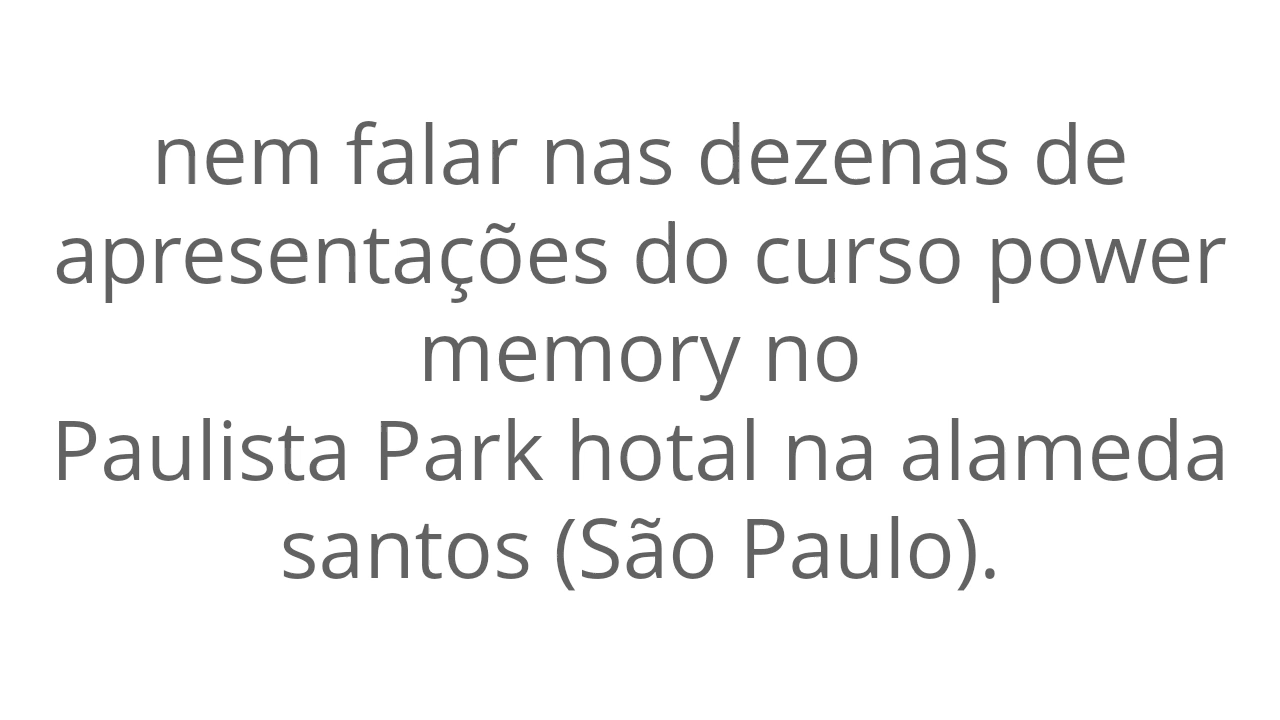 nem falar nas dezenas de
apresentações do curso power
memory no
Paulista Park hotal na alameda
santos (São Paulo).